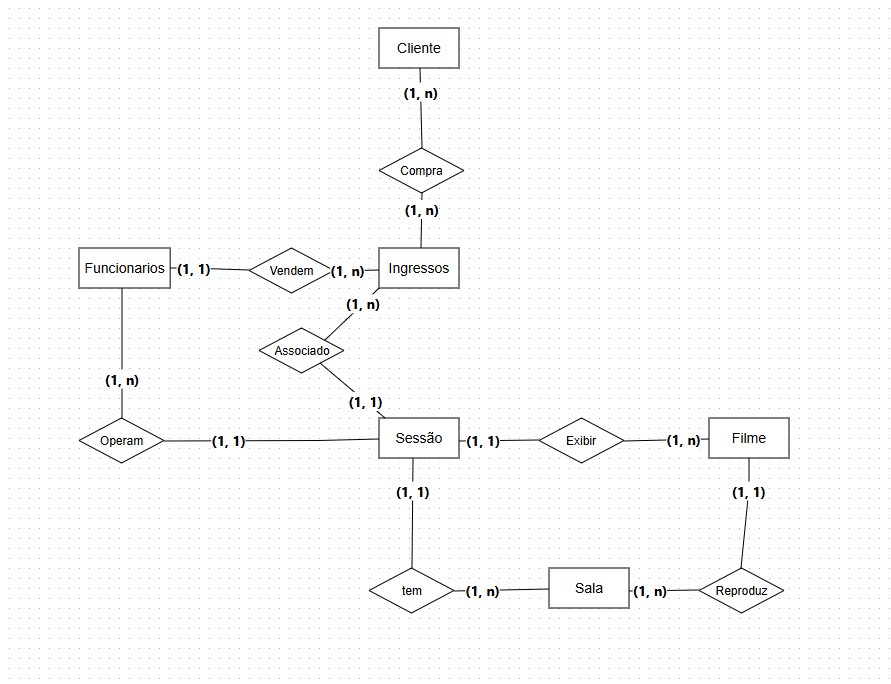 Cliente
(1, n)
Compra
(1, n)
Funcionarios
(1, 1)
Vendem
(1, n)
Ingressos
(1, n)
Associado
(1, n)
(1, 1)
Operam
(1, 1)
Sessão
(1, 1)
Exibir
(1, n)
Filme
(1, 1)
(1, 1)
tem
(1, n)
Sala
(1, n)
Reproduz